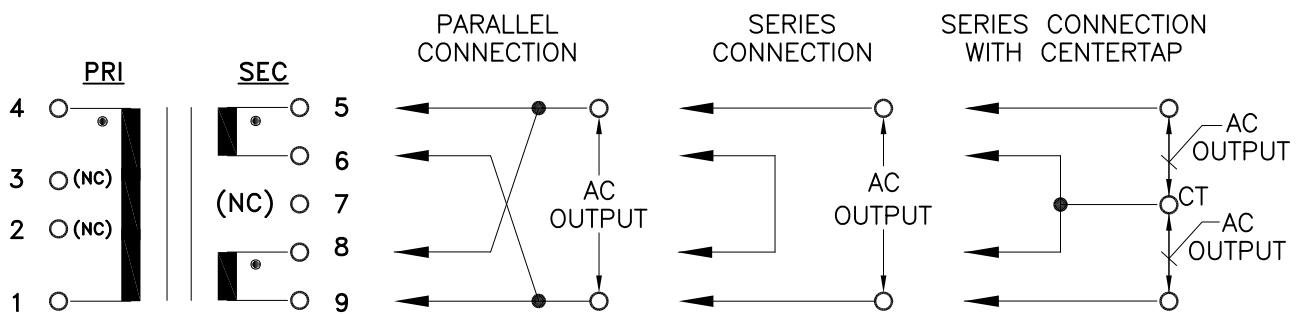 PRI
SEC
4
3 (NC)
2 (NC)
1
5
6
(NC) 7
8
9
PARALLEL
CONNECTION
AC
OUTPUT
SERIES
CONNECTION
AC
OUTPUT
SERIES CONNECTION
WITH CENTERTAP
AC
OUTPUT
CT
AC
OUTPUT